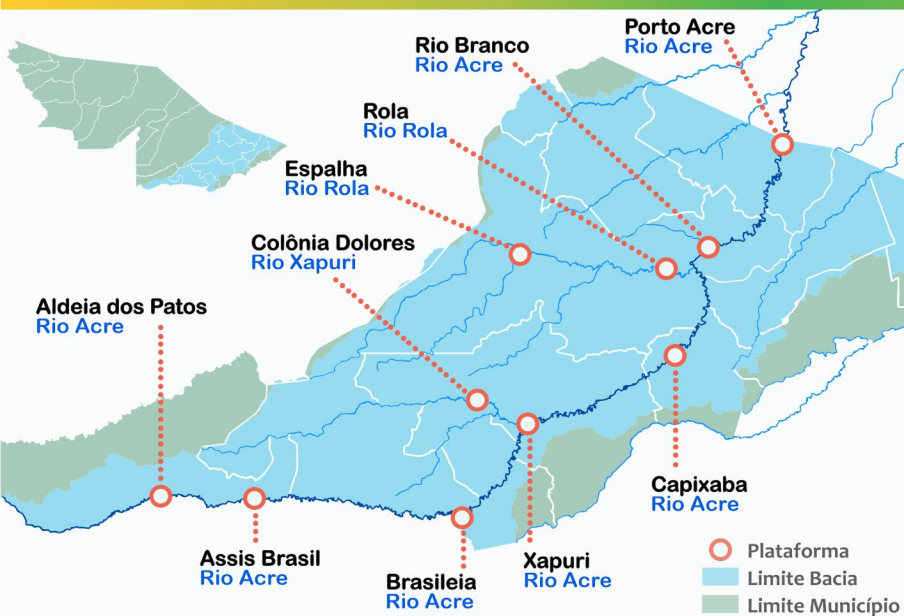 Porto Acre
Rio Acre
Rio Branco
Rio Acre
Rola
Rio Rola
Espalha
Rio Rola
Colônia Dolores
Rio Xapuri
Aldeia dos Patos
Rio Acre
Capixaba
Rio Acre
Assis Brasil
Rio Acre
Brasileia
Rio Acre
Xapuri
Rio Acre
Plataforma
Limite Bacia
Limite Município